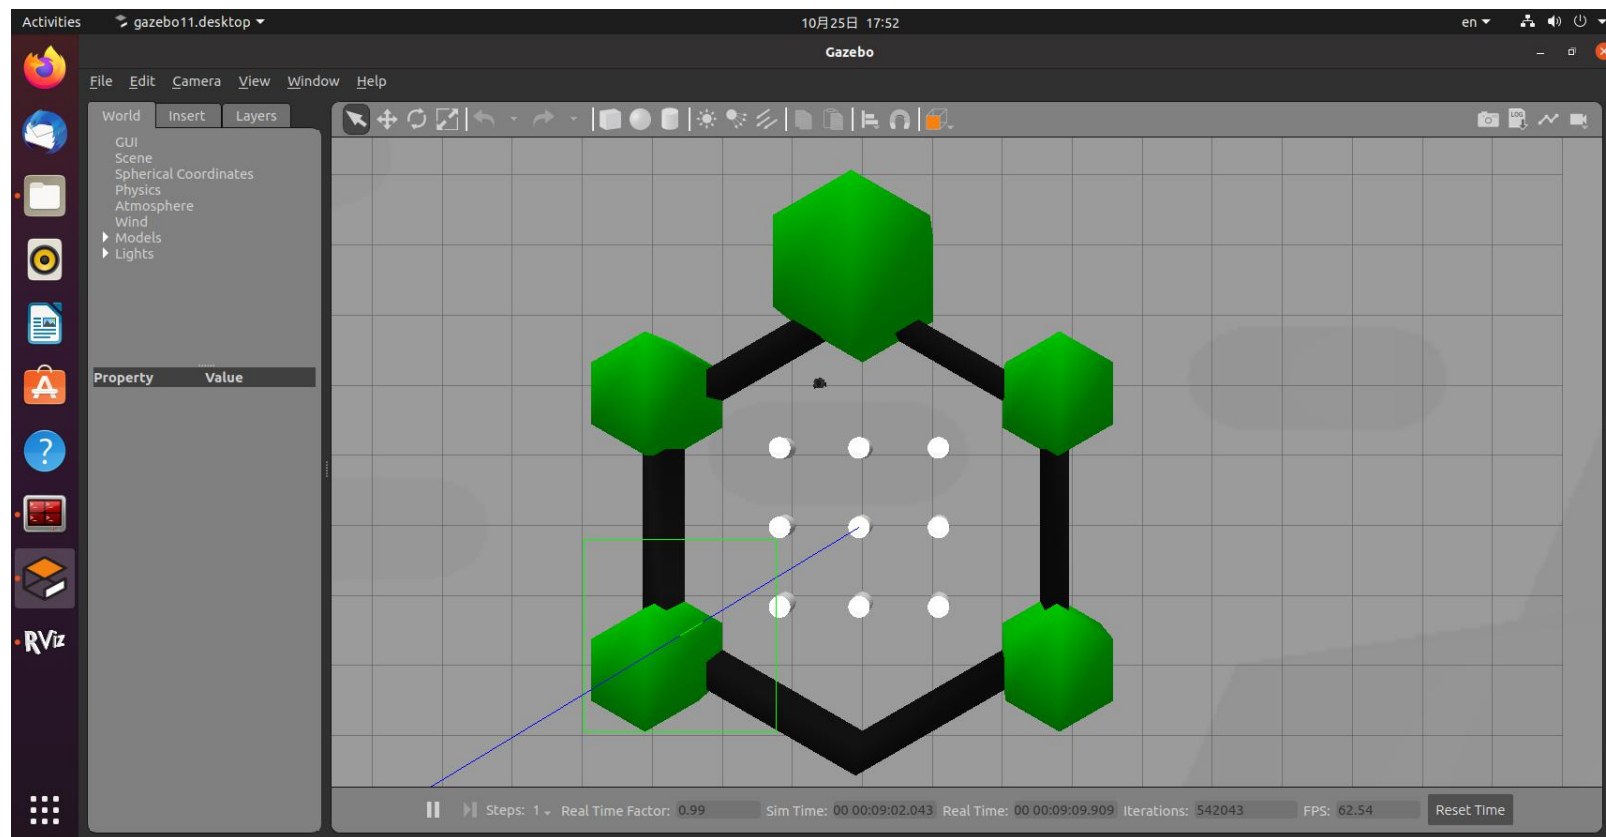 Activities gazebo11.desktop 10月25日 17:52 en
Gazebo
File Edit Camera View Window Help
World Insert Layers
GUI
Scene
Spherical Coordinates
Physics
Atmosphere
Wind
Models
Lights
Property Value
LOG
RViz
Steps: 1 Real Time Factor: 0.99 Sim Time: 00 00:09:02.043 Real Time: 00 00:09:09.909 Iterations: 542043 FPS: 62.54 Reset Time